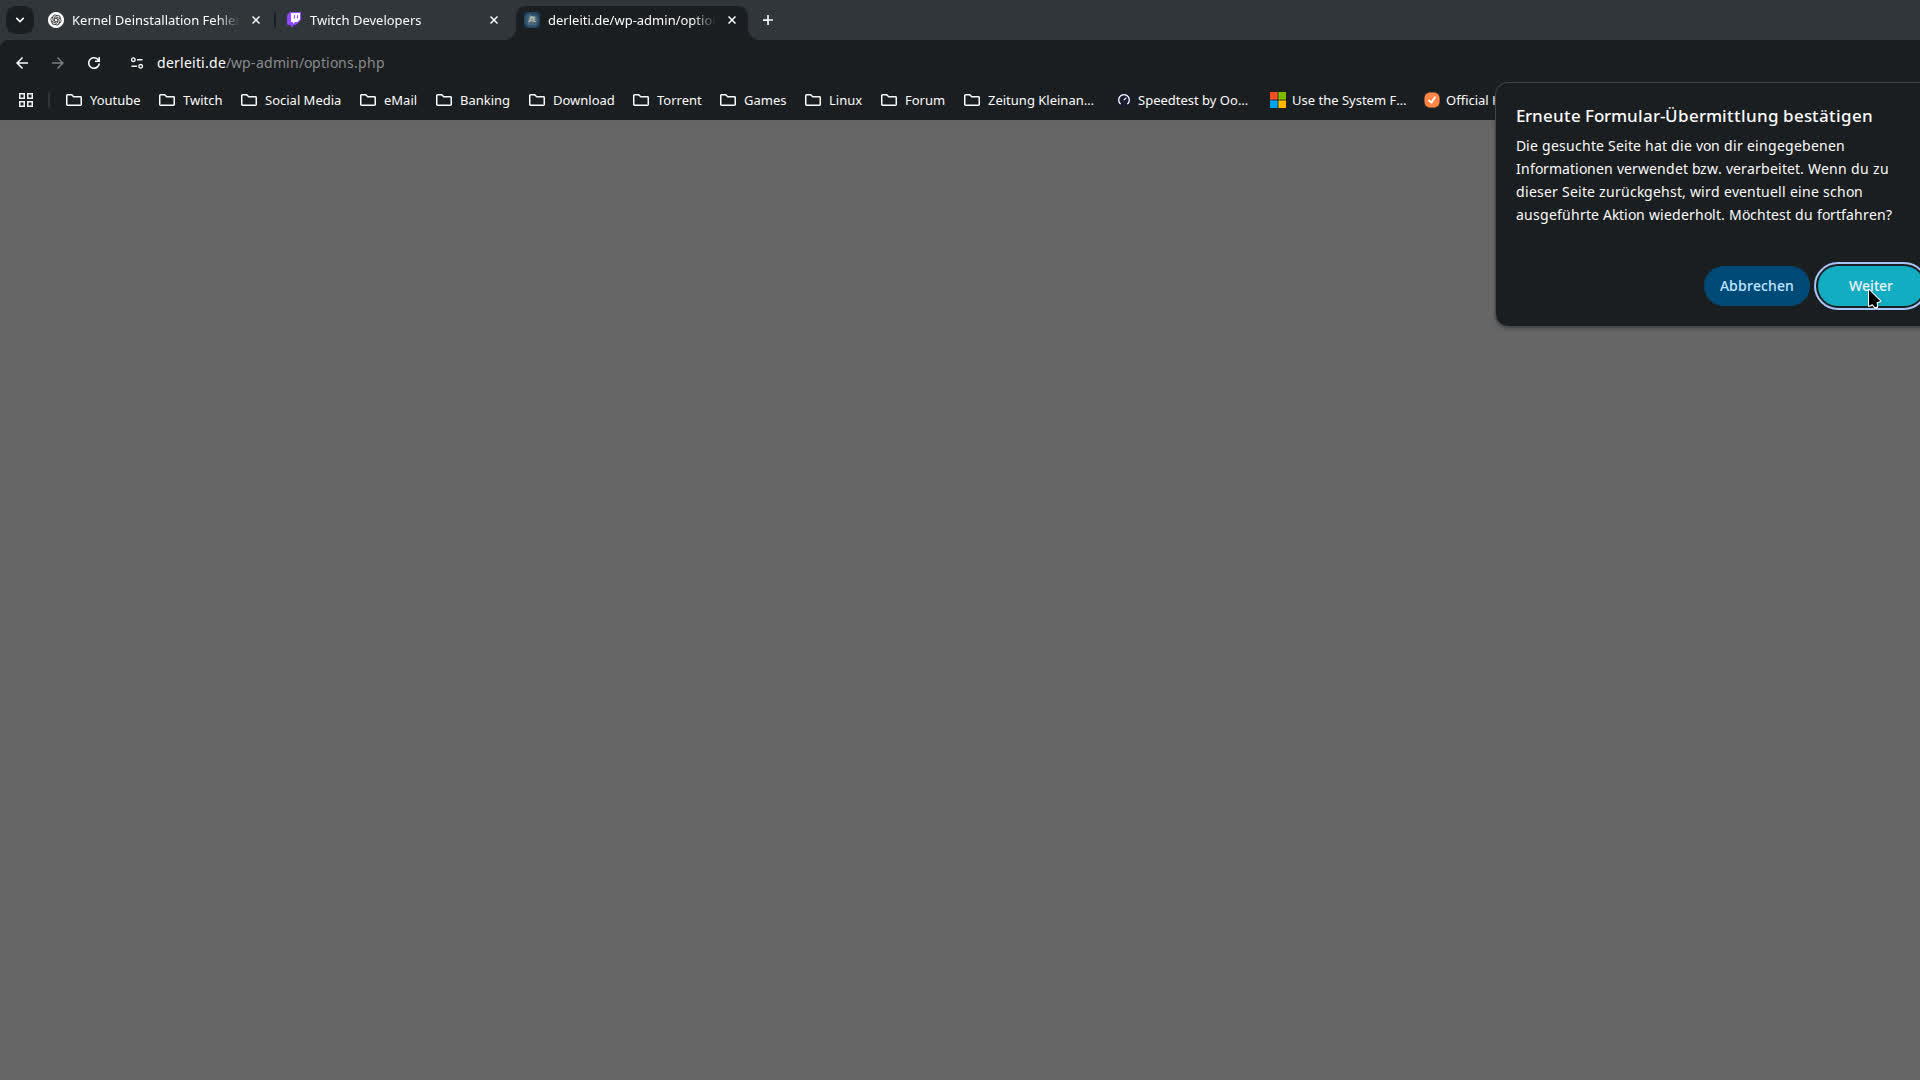 Kernel Deinstallation Fehle
Twitch Developers
derleiti.de/wp-admin/optio
derleiti.de/wp-admin/options.php
Youtube
Twitch
Social Media
eMail
Banking
Download
Torrent
Games
Linux
Forum
Zeitung Kleinan...
Speedtest by Oo...
Use the System F...
Official
Erneute Formular-Übermittlung bestätigen
Die gesuchte Seite hat die von dir eingegebenen
Informationen verwendet bzw. verarbeitet. Wenn du zu
dieser Seite zurückgehst, wird eventuell eine schon
ausgeführte Aktion wiederholt. Möchtest du fortfahren?
Abbrechen
Weiter